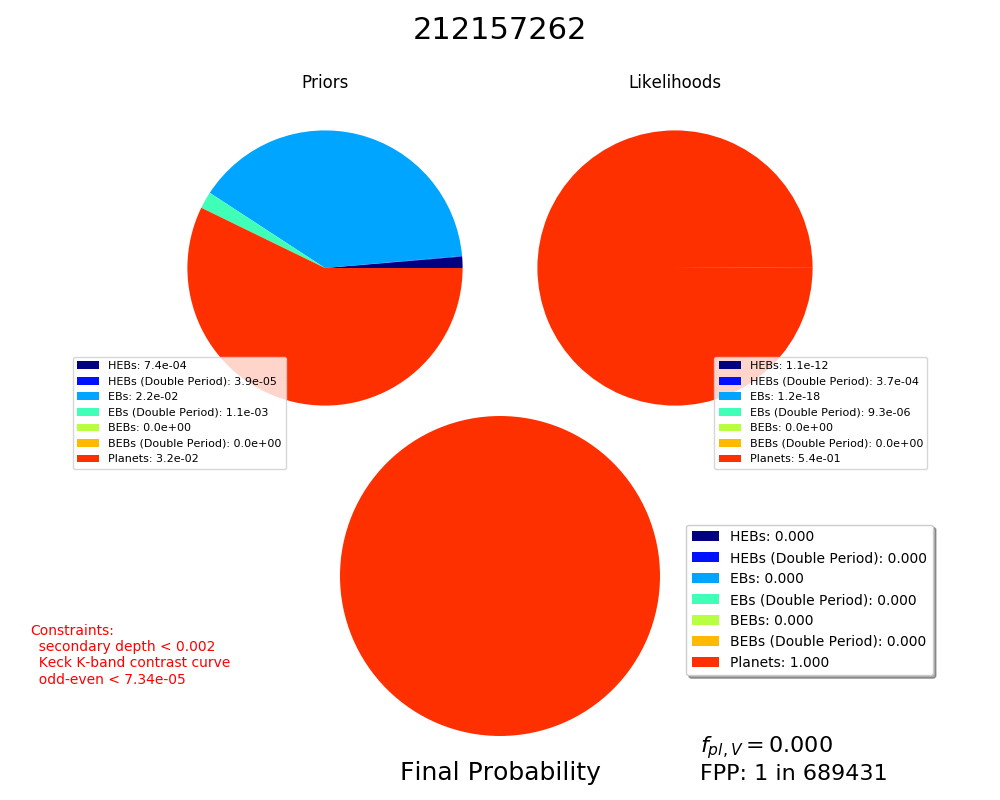 212157262
Priors
Likelihoods
HEBs: 7.4e-04
HEBs (Double Period): 3.9e-05
EBs: 2.2e-02
EBs (Double Period): 1.1e-03
BEBs: 0.0e+00
BEBs (Double Period): 0.0e+00
Planets: 3.2e-02
HEBs: 1.1e-12
HEBs (Double Period): 3.7e-04
EBs: 1.2e-18
EBs (Double Period): 9.3e-06
BEBs: 0.0e+00
BEBs (Double Period): 0.0e+00
Planets: 5.4e-01
HEBs: 0.000
HEBs (Double Period): 0.000
EBs: 0.000
EBs (Double Period): 0.000
BEBs: 0.000
BEBs (Double Period): 0.000
Planets: 1.000
Constraints:
secondary depth < 0.002
Keck K-band contrast curve
odd-even < 7.34e-05
f_{pl, V} = 0.000
FPP: 1 in 689431
Final Probability